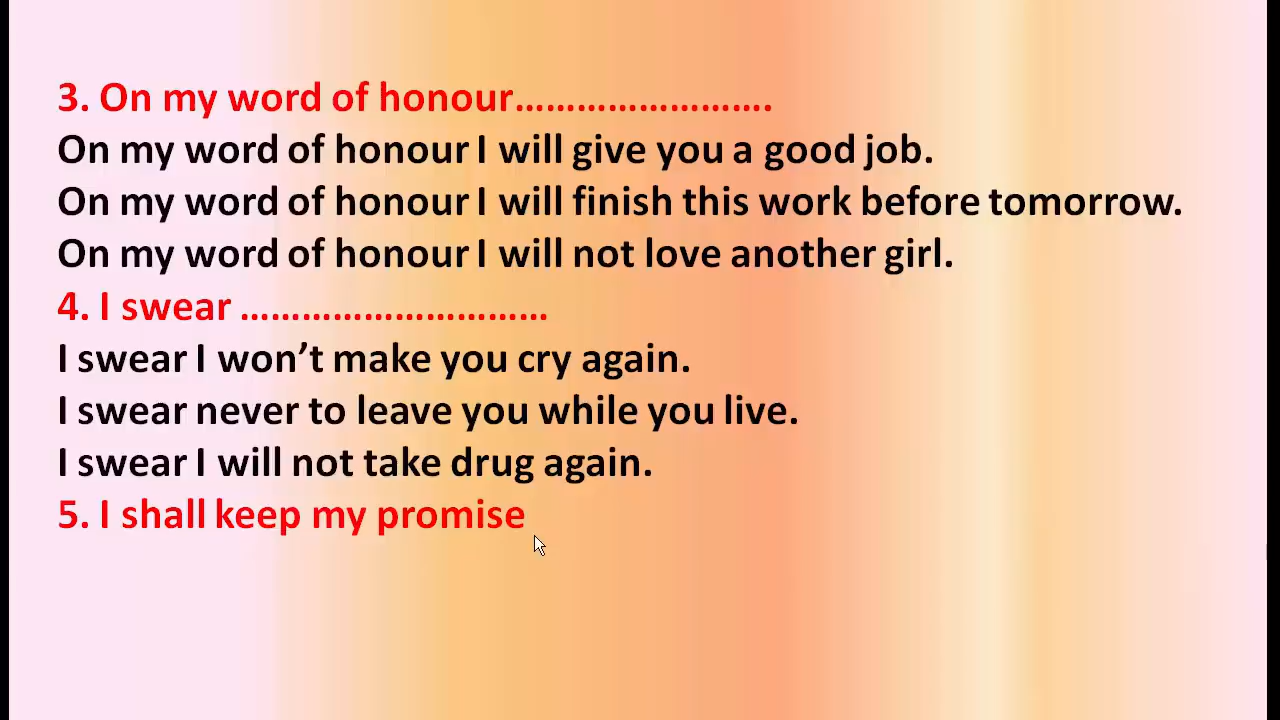 3. On my word of honour…………………….
On my word of honour I will give you a good job.
On my word of honour I will finish this work before tomorrow.
On my word of honour I will not love another girl.
4. I swear …………………………
I swear I won’t make you cry again.
I swear never to leave you while you live.
I swear I will not take drug again.
5. I shall keep my promise